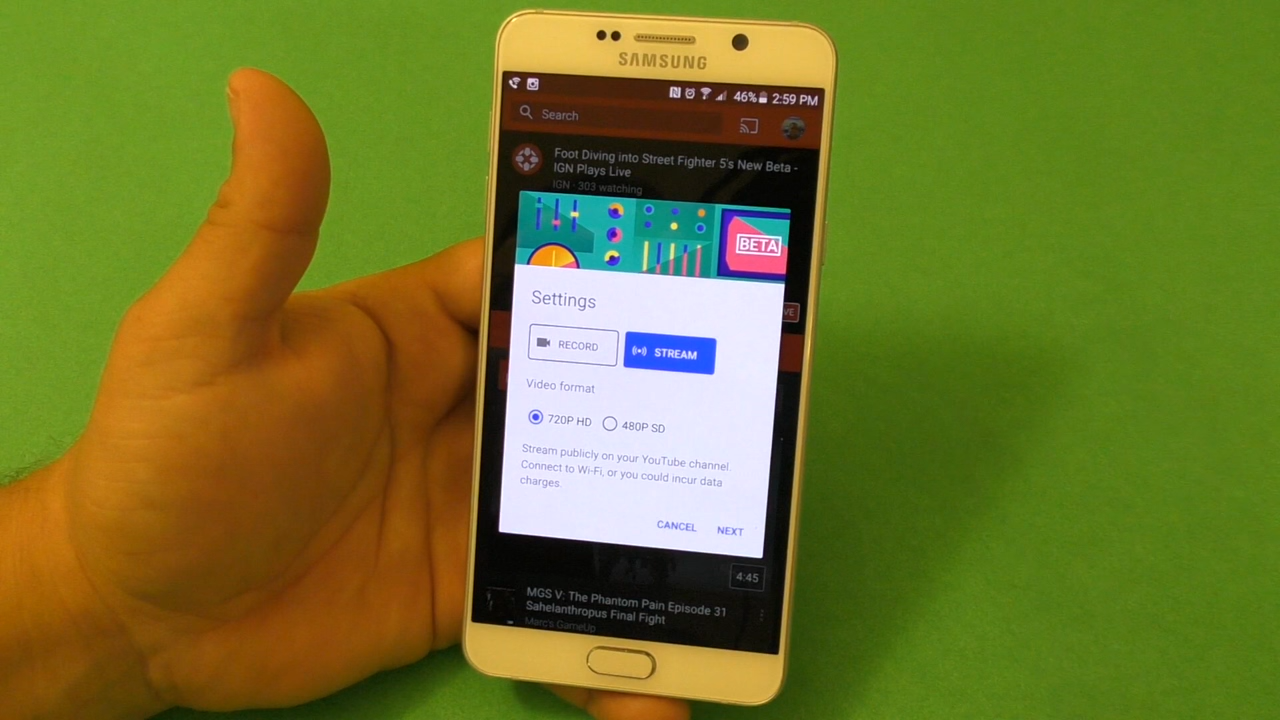 SAMSUNG
46% 2:59 PM
Search
Foot Diving into Street Fighter 5's New Beta -
IGN Plays Live
IGN · 303 watching
BETA
Settings
RECORD
STREAM
Video format
720P HD
480P SD
Stream publicly on your YouTube channel.
Connect to Wi-Fi, or you could incur data
charges.
CANCEL
NEXT
4:45
MGS V: The Phantom Pain Episode 31
Sahelanthropus Final Fight
Marc's GameUp